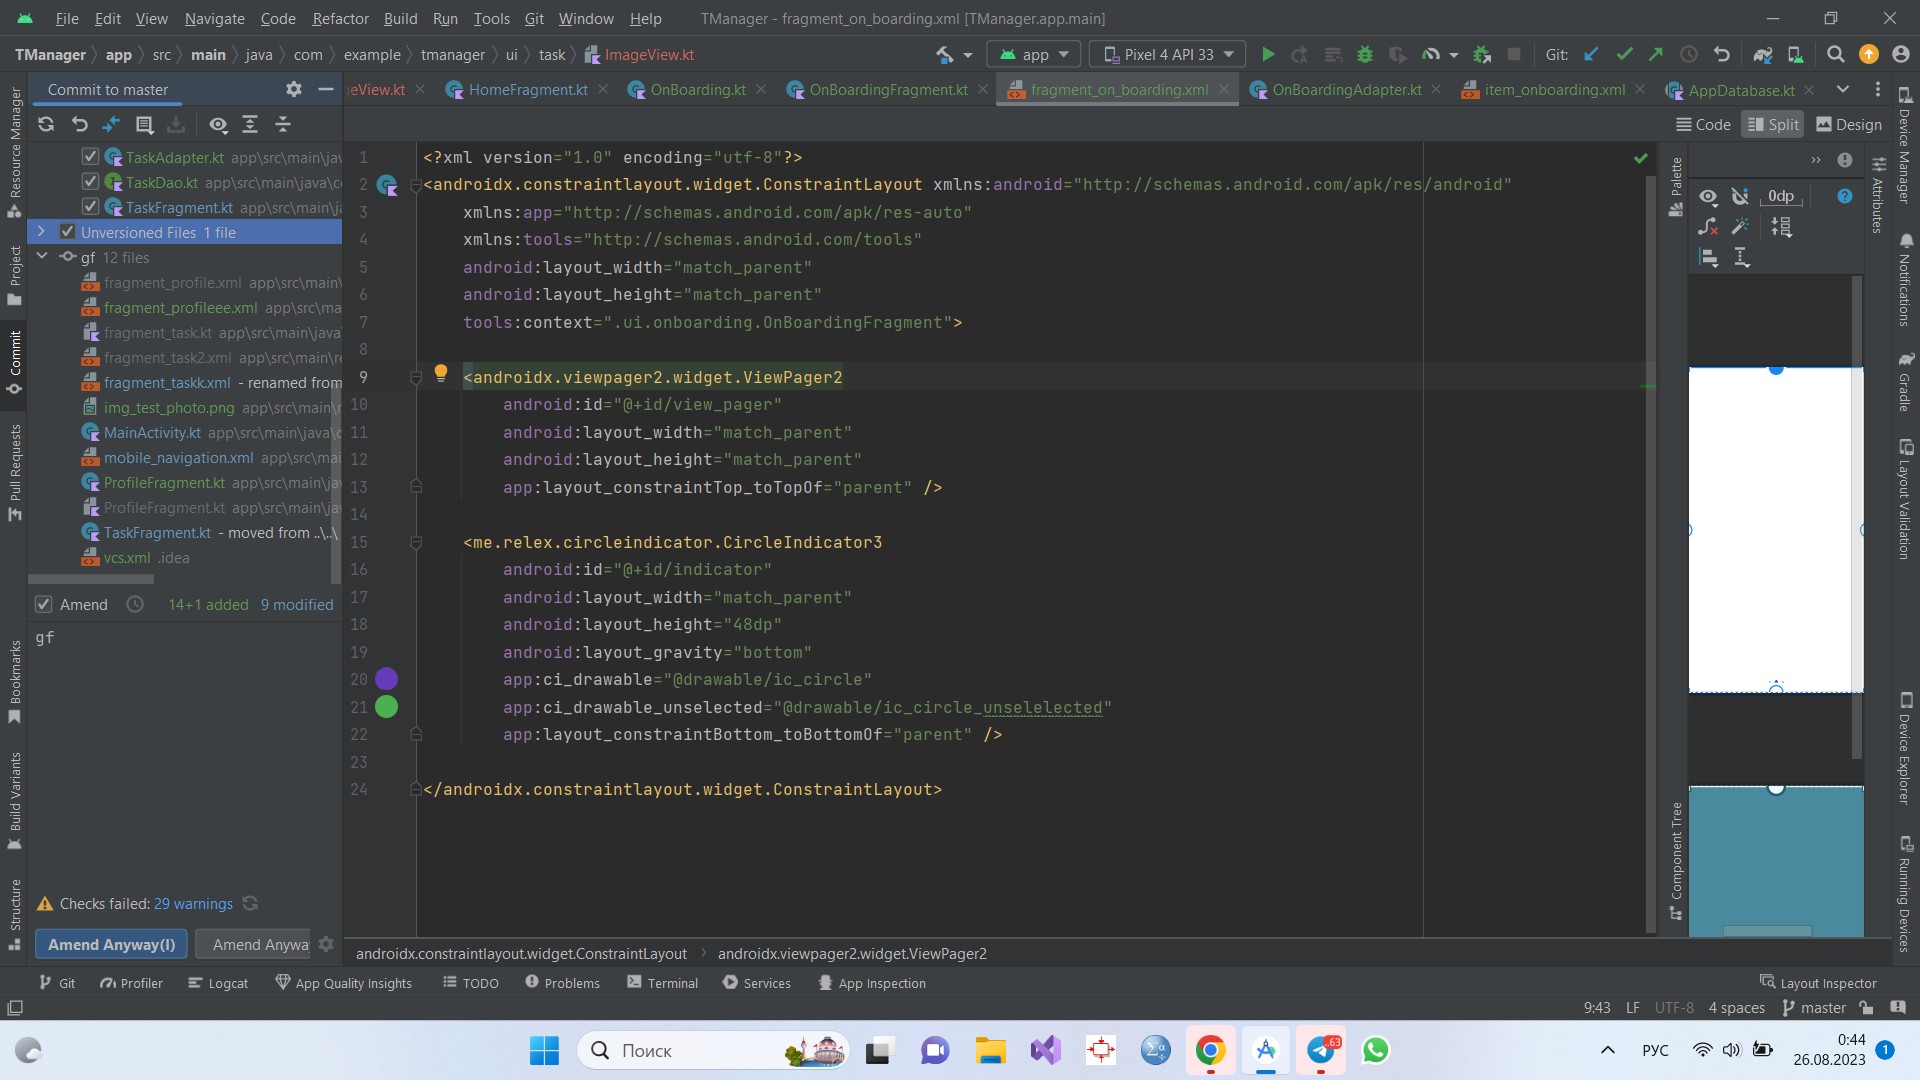 File Edit View Navigate Code Refactor Build Run Tools Git Window Help TManager - fragment_on_boarding.xml [TManager.app.main]
TManager app src main java com example tmanager ui task ImageView.kt app Pixel 4 API 33 Git:
Commit to master
eView.kt HomeFragment.kt OnBoarding.kt OnBoardingFragment.kt fragment_on_boarding.xml OnBoardingAdapter.kt item_onboarding.xml AppDatabase.kt
Code Split Design
TaskAdapter.kt app\src\main\jav
TaskDao.kt app\src\main\java\c
TaskFragment.kt app\src\main\ja
Unversioned Files 1 file
gf 12 files
fragment_profile.xml app\src\main\
fragment_profileee.xml app\src\ma
fragment_task.kt app\src\main\java\
fragment_task2.xml app\src\main\re
fragment_taskk.xml - renamed from
img_test_photo.png app\src\main\r
MainActivity.kt app\src\main\java\c
mobile_navigation.xml app\src\mai
ProfileFragment.kt app\src\main\jav
ProfileFragment.kt app\src\main\jav
TaskFragment.kt - moved from ..\..\
vcs.xml .idea
Amend 14+1 added 9 modified
gf
Checks failed: 29 warnings
Amend Anyway(I) Amend Anywa
1 <?xml version="1.0" encoding="utf-8"?>
2 <androidx.constraintlayout.widget.ConstraintLayout xmlns:android="http://schemas.android.com/apk/res/android"
3 xmlns:app="http://schemas.android.com/apk/res-auto"
4 xmlns:tools="http://schemas.android.com/tools"
5 android:layout_width="match_parent"
6 android:layout_height="match_parent"
7 tools:context=".ui.onboarding.OnBoardingFragment">
8
9 <androidx.viewpager2.widget.ViewPager2
10 android:id="@+id/view_pager"
11 android:layout_width="match_parent"
12 android:layout_height="match_parent"
13 app:layout_constraintTop_toTopOf="parent" />
14
15 <me.relex.circleindicator.CircleIndicator3
16 android:id="@+id/indicator"
17 android:layout_width="match_parent"
18 android:layout_height="48dp"
19 android:layout_gravity="bottom"
20 app:ci_drawable="@drawable/ic_circle"
21 app:ci_drawable_unselected="@drawable/ic_circle_unselelected"
22 app:layout_constraintBottom_toBottomOf="parent" />
23
24 </androidx.constraintlayout.widget.ConstraintLayout>
androidx.constraintlayout.widget.ConstraintLayout androidx.viewpager2.widget.ViewPager2
Resource Manager
Project
Commit
Pull Requests
Bookmarks
Build Variants
Structure
Palette
0dp
Component Tree
Attributes
Device Manager
Notifications
Gradle
Layout Validation
Device Explorer
Running Devices
Git Profiler Logcat App Quality Insights TODO Problems Terminal Services App Inspection Layout Inspector
9:43 LF UTF-8 4 spaces master
Поиск
63
РУС
0:44
26.08.2023
1